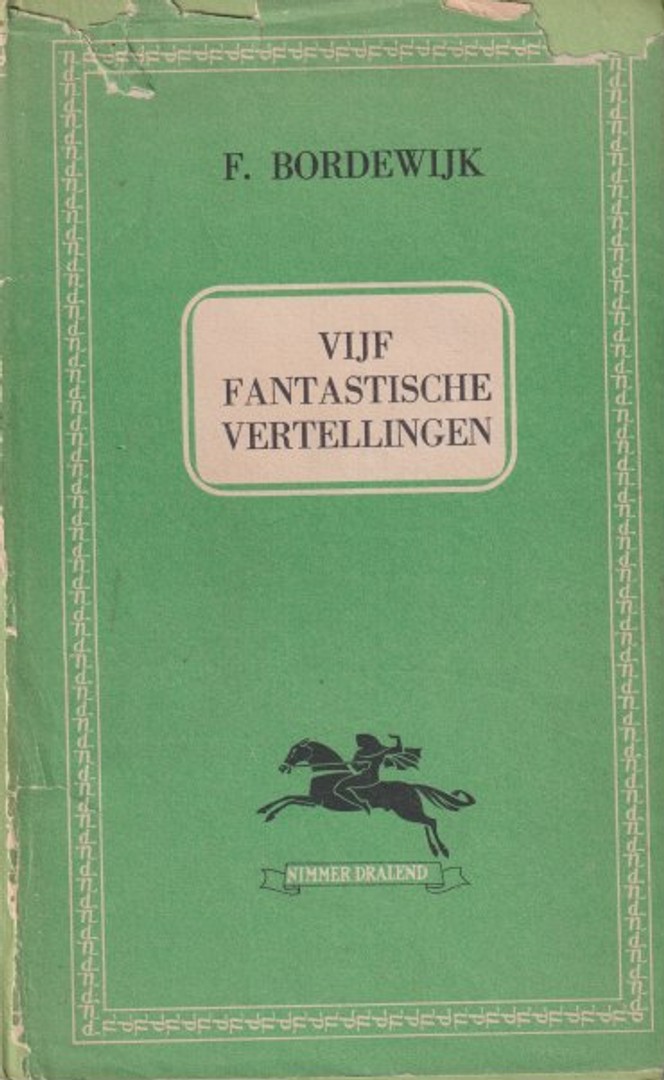 F. BORDEWIJK
VIJF
FANTASTISCHE
VERTELLINGEN
NIMMER DRALEND